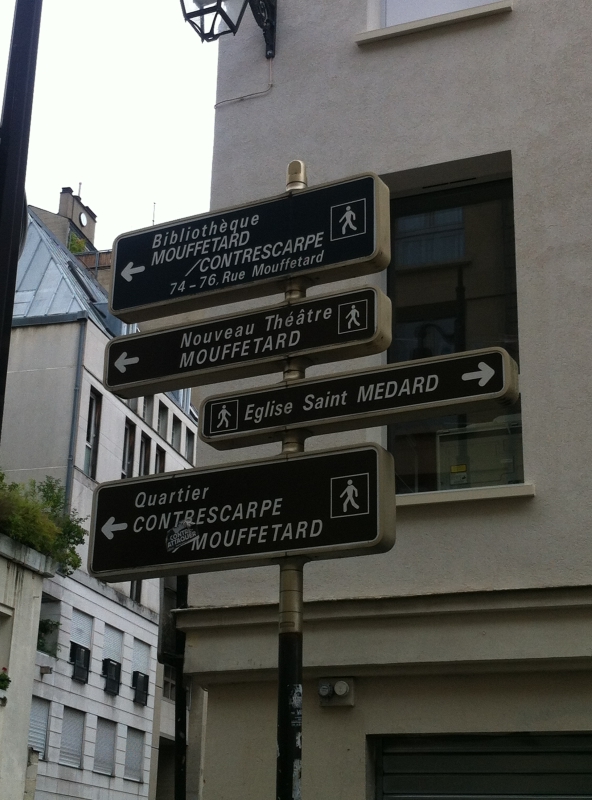 Bibliothèque
MOUFFETARD
/CONTRESCARPE
74-76, Rue Mouffetard
Nouveau Théâtre
MOUFFETARD
Eglise Saint MEDARD
Quartier
CONTRESCARPE
MOUFFETARD